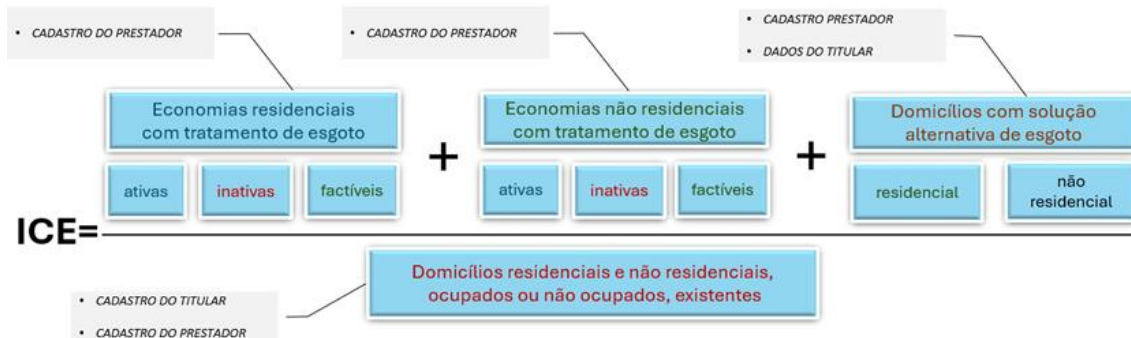 • CADASTRO DO PRESTADOR
• CADASTRO DO PRESTADOR
• CADASTRO PRESTADOR
• DADOS DO TITULAR
Economias residenciais
com tratamento de esgoto
+
Economias não residenciais
com tratamento de esgoto
+
Domicílios com solução
alternativa de esgoto
ativas
inativas
factíveis
ativas
inativas
factíveis
residencial
não
residencial
ICE=
Domicílios residenciais e não residenciais,
ocupados ou não ocupados, existentes
• CADASTRO DO TITULAR
• CADASTRO DO PRESTADOR